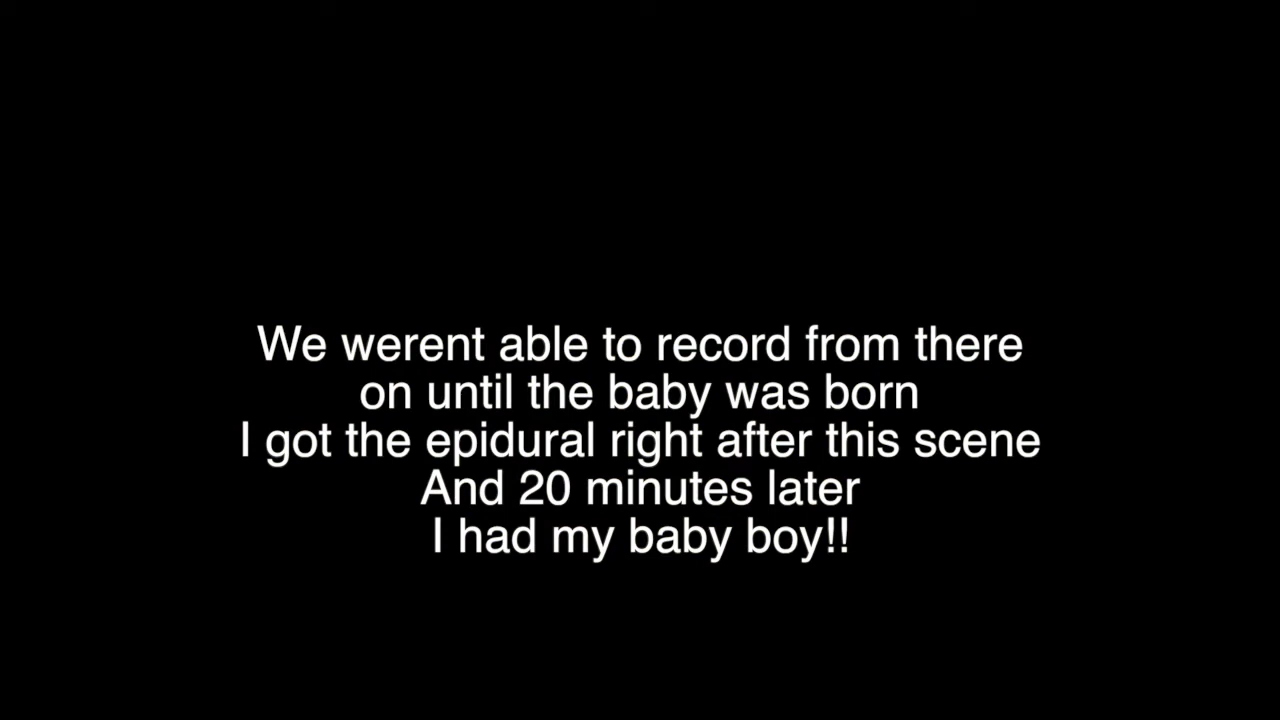 We werent able to record from there
on until the baby was born
I got the epidural right after this scene
And 20 minutes later
I had my baby boy!!